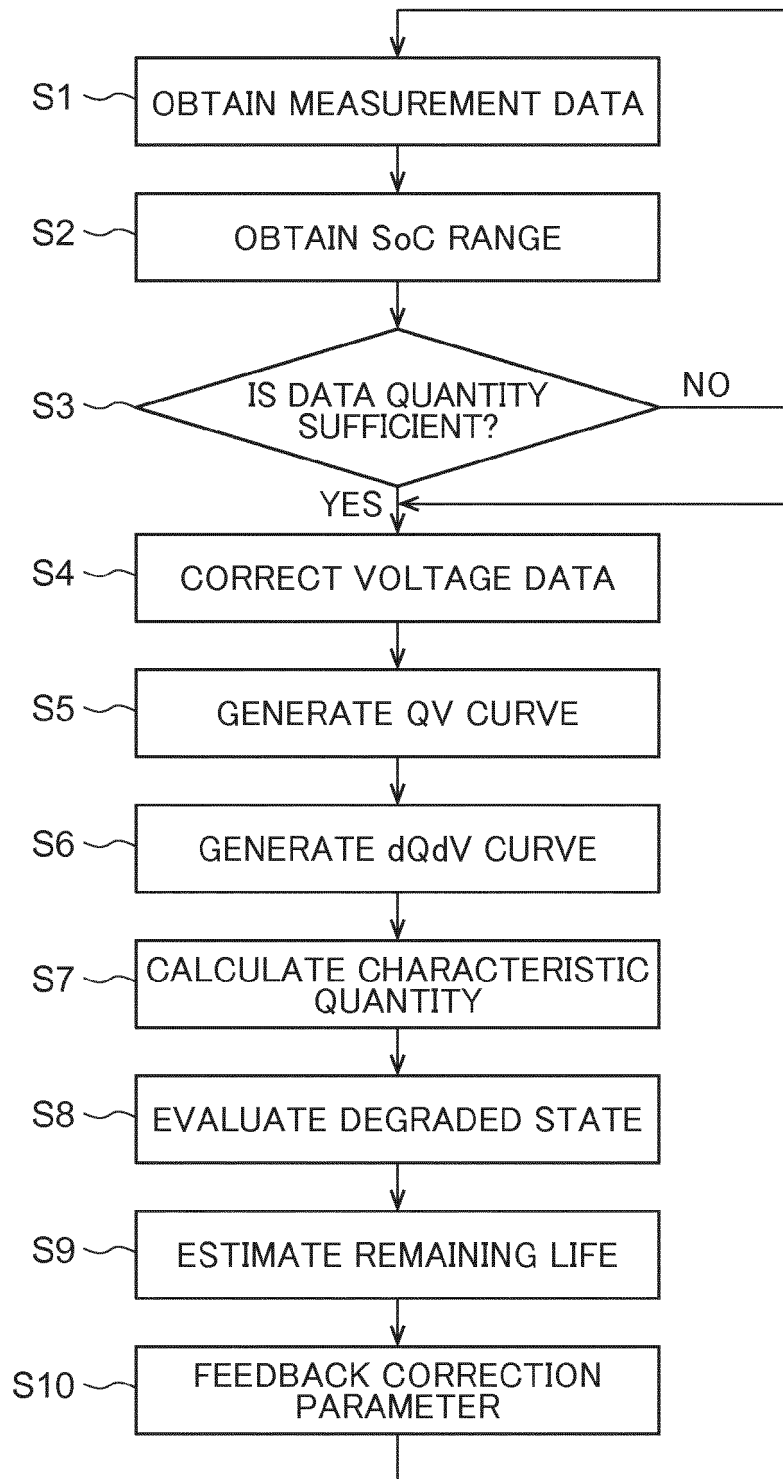 S1
OBTAIN MEASUREMENT DATA
S2
OBTAIN SoC RANGE
S3
IS DATA QUANTITY
SUFFICIENT?
NO
YES
S4
CORRECT VOLTAGE DATA
S5
GENERATE QV CURVE
S6
GENERATE dQdV CURVE
S7
CALCULATE CHARACTERISTIC
QUANTITY
S8
EVALUATE DEGRADED STATE
S9
ESTIMATE REMAINING LIFE
S10
FEEDBACK CORRECTION
PARAMETER